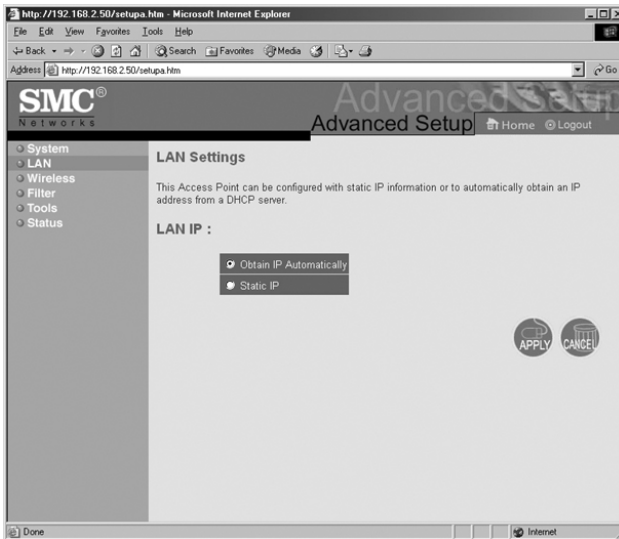 http://192.168.2.50/setupa.htm - Microsoft Internet Explorer
File Edit View Favorites Tools Help
Back Search Favorites Media
Address http://192.168.2.50/setupa.htm Go
SMC®
Networks
Advanced Setup
Advanced Setup Home Logout
System
LAN
Wireless
Filter
Tools
Status
LAN Settings
This Access Point can be configured with static IP information or to automatically obtain an IP
address from a DHCP server.
LAN IP :
Obtain IP Automatically
Static IP
APPLY CANCEL
Done Internet